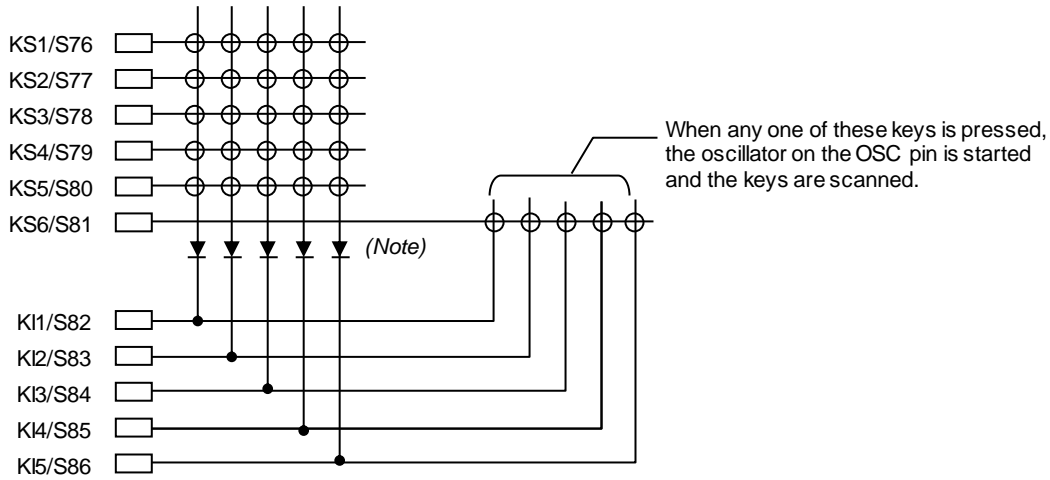 KS1/S76
KS2/S77
KS3/S78
KS4/S79
KS5/S80
KS6/S81
When any one of these keys is pressed,
the oscillator on the OSC pin is started
and the keys are scanned.
(Note)
KI1/S82
KI2/S83
KI3/S84
KI4/S85
KI5/S86